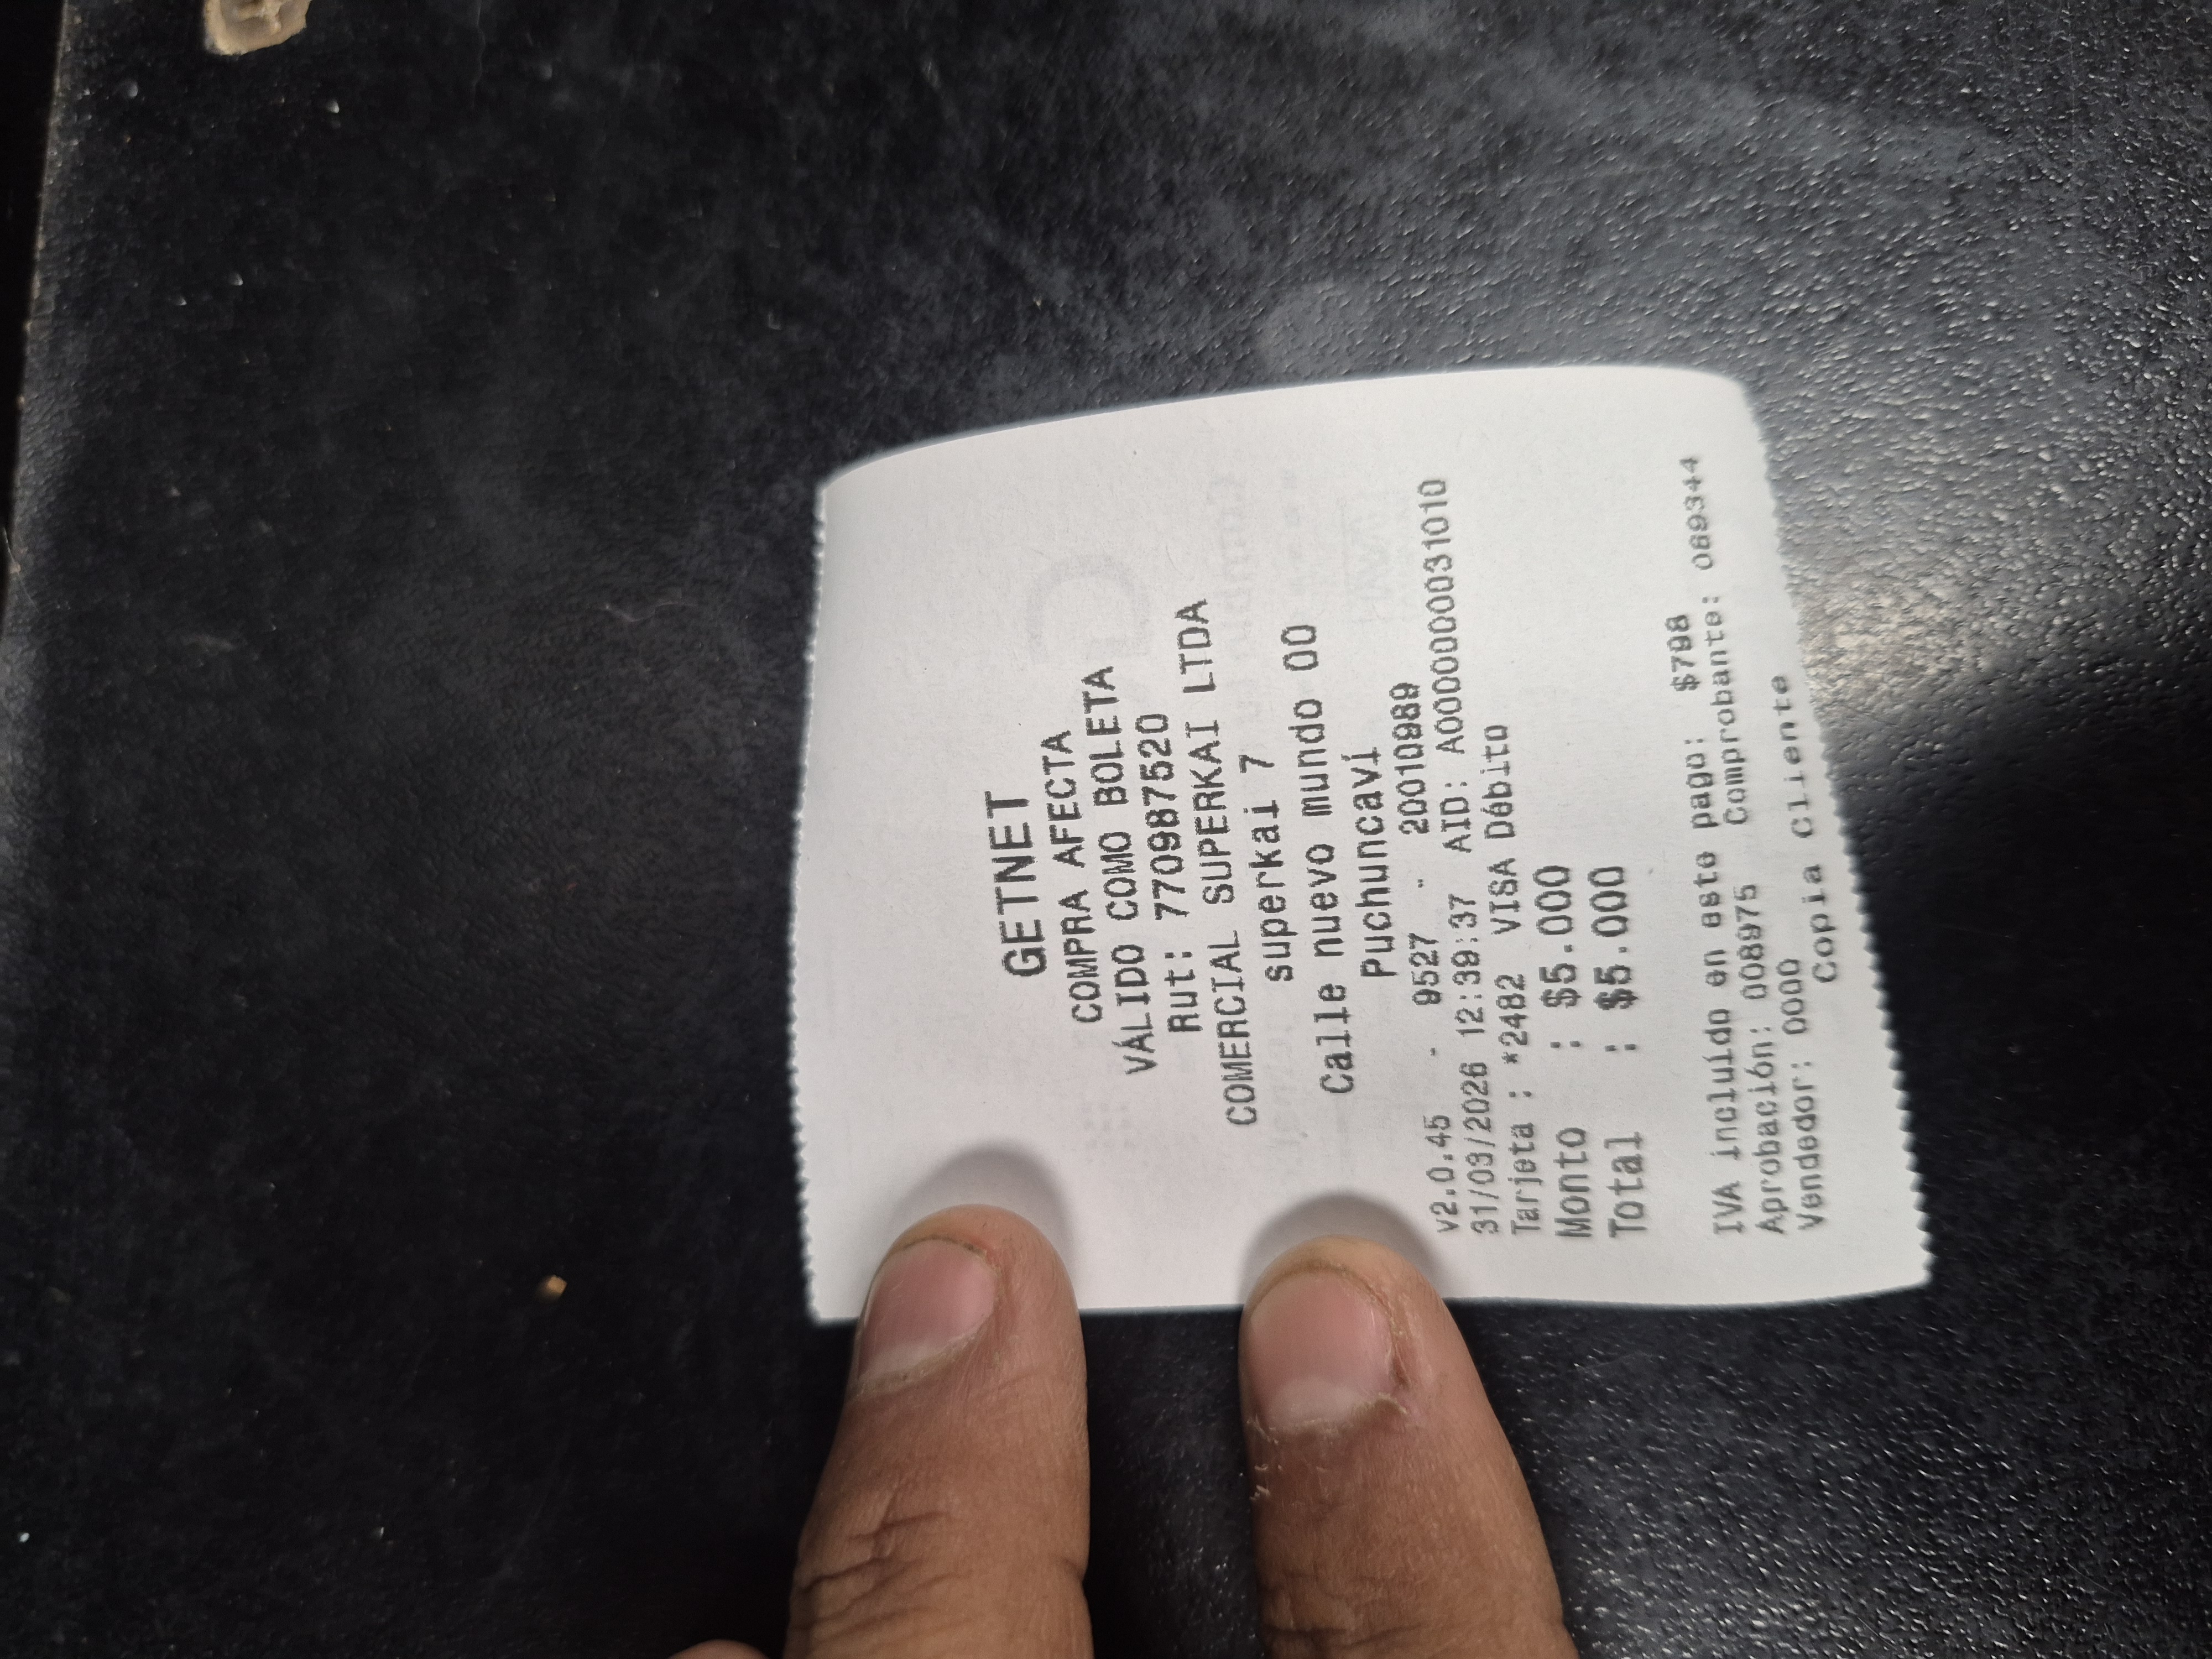 GETNET
COMPRA AFECTA
VÁLIDO COMO BOLETA
Rut: 770987520
COMERCIAL SUPERKAI LTDA
superkai 7
Calle nuevo mundo 00
Puchuncaví
v2.0.45 - 9527 - 20010989
31/03/2026 12:39:37 AID: A0000000031010
Tarjeta : *2482 VISA Débito
Monto : $5.000
Total : $5.000
IVA incluído en este pago: $798
Aprobación: 008975 Comprobante: 069344
Vendedor: 0000
Copia Cliente